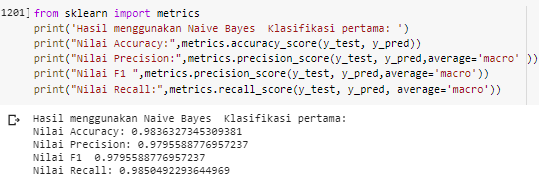 1201] from sklearn import metrics
print('Hasil menggunakan Naive Bayes  Klasifikasi pertama: ')
print("Nilai Accuracy:",metrics.accuracy_score(y_test, y_pred))
print("Nilai Precision:",metrics.precision_score(y_test, y_pred,average='macro' ))
print("Nilai F1 ",metrics.precision_score(y_test, y_pred,average='macro'))
print("Nilai Recall:",metrics.recall_score(y_test, y_pred, average='macro'))
Hasil menggunakan Naive Bayes  Klasifikasi pertama:
Nilai Accuracy: 0.9836327345309381
Nilai Precision: 0.9795588776957237
Nilai F1  0.9795588776957237
Nilai Recall: 0.9850492293644969